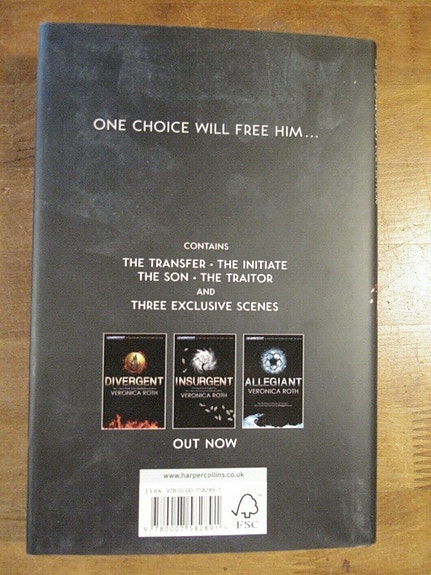 ONE CHOICE WILL FREE HIM...
CONTAINS
THE TRANSFER • THE INITIATE
THE SON • THE TRAITOR
AND
THREE EXCLUSIVE SCENES
DIVERGENT
VERONICA ROTH
INSURGENT
VERONICA ROTH
ALLEGIANT
VERONICA ROTH
OUT NOW
www.harpercollins.co.uk
FSC